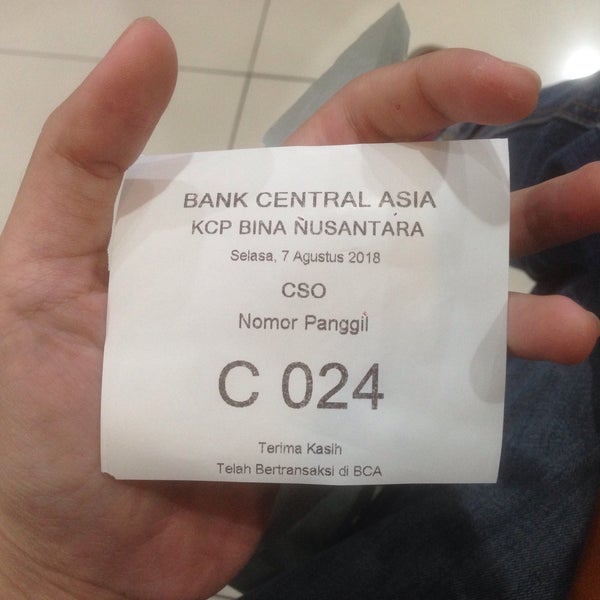 BANK CENTRAL ASIA
KCP BINA NUSANTARA
Selasa, 7 Agustus 2018
CSO
Nomor Panggil
C 024
Terima Kasih
Telah Bertransaksi di BCA